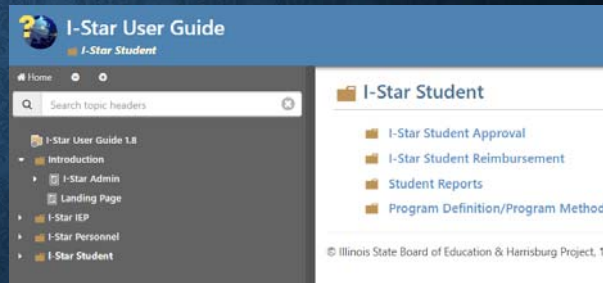 I-Star User Guide
I-Star Student
Home
Search topic headers
I-Star User Guide 1.8
Introduction
I-Star Admin
Landing Page
I-Star IEP
I-Star Personnel
I-Star Student
I-Star Student
I-Star Student Approval
I-Star Student Reimbursement
Student Reports
Program Definition/Program Method
© Illinois State Board of Education & Harrisburg Project, 1